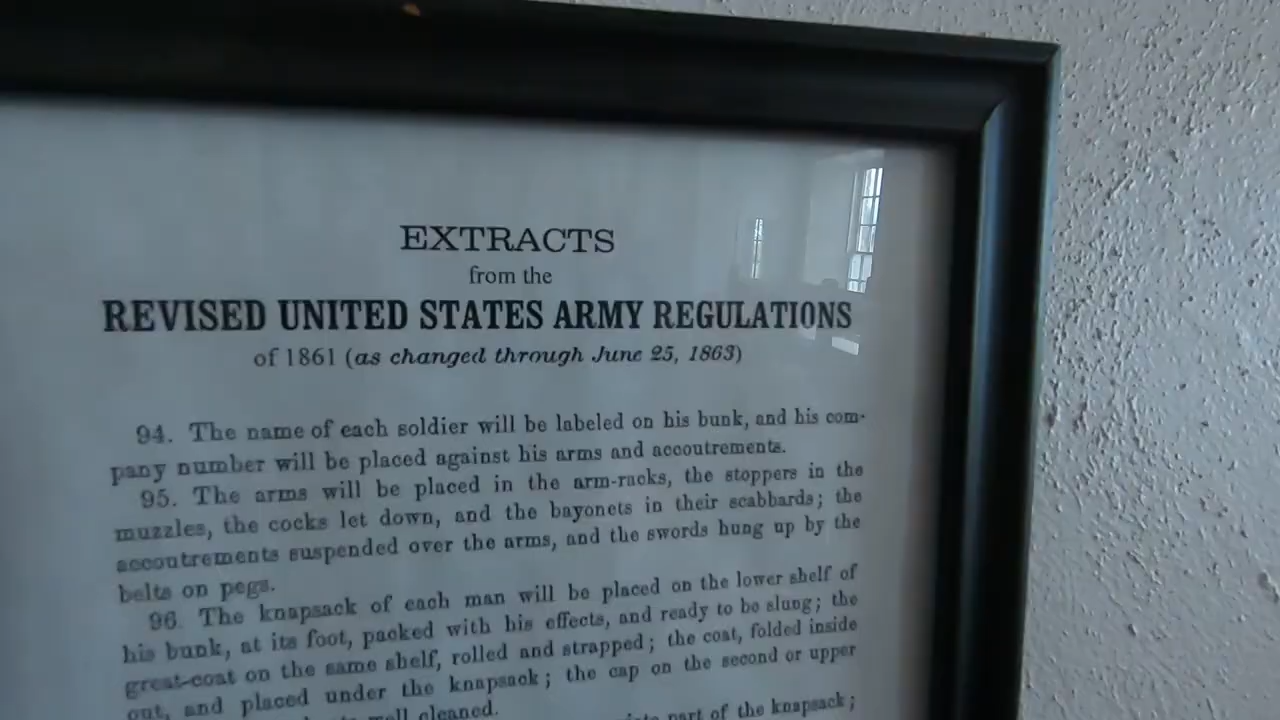 EXTRACTS
from the
REVISED UNITED STATES ARMY REGULATIONS
of 1861 (as changed through June 25, 1863)
94. The name of each soldier will be labeled on his bunk, and his com-
pany number will be placed against his arms and accoutrements.
95. The arms will be placed in the arm-racks, the stoppers in the
muzzles, the cocks let down, and the bayonets in their scabbards; the
accoutrements suspended over the arms, and the swords hung up by the
belts on pegs.
96. The knapsack of each man will be placed on the lower shelf of
his bunk, at its foot, packed with his effects, and ready to be slung; the
great-coat on the same shelf, rolled and strapped; the coat, folded inside
out, and placed under the knapsack; the cap on the second or upper
well cleaned.
part of the knapsack;